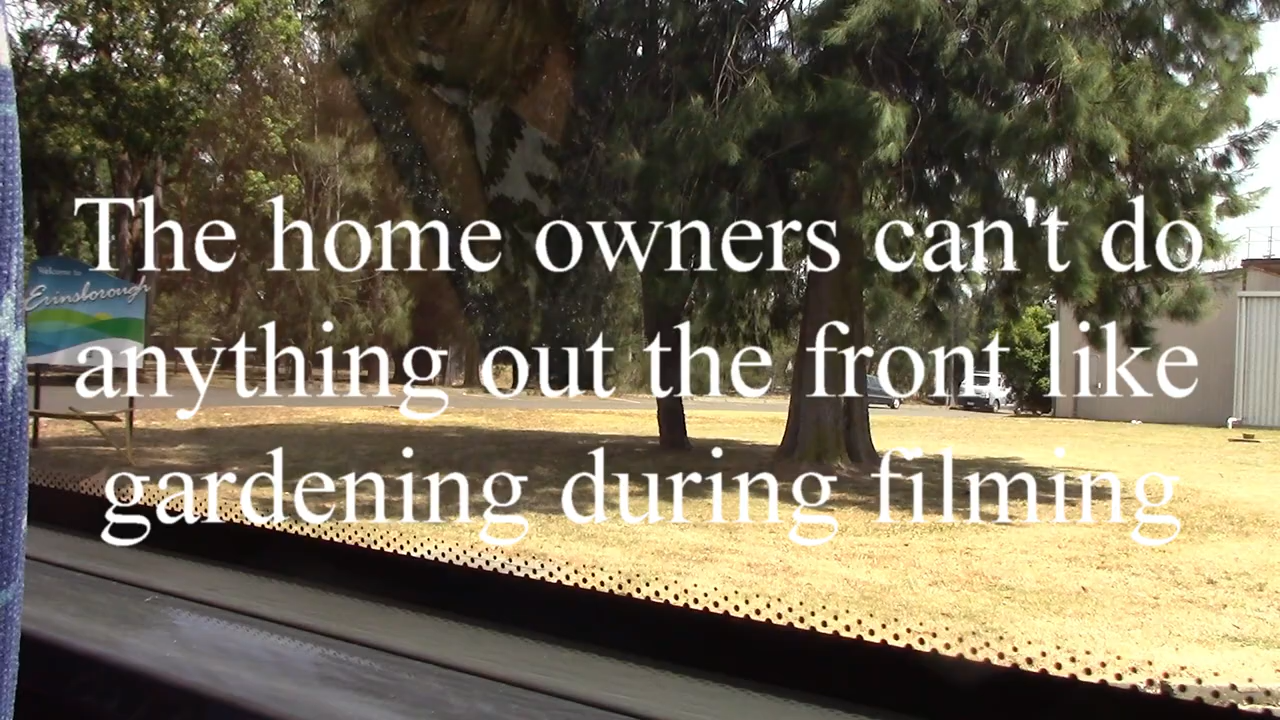 Welcome to
Erinsborough
The home owners can't do
anything out the front like
gardening during filming